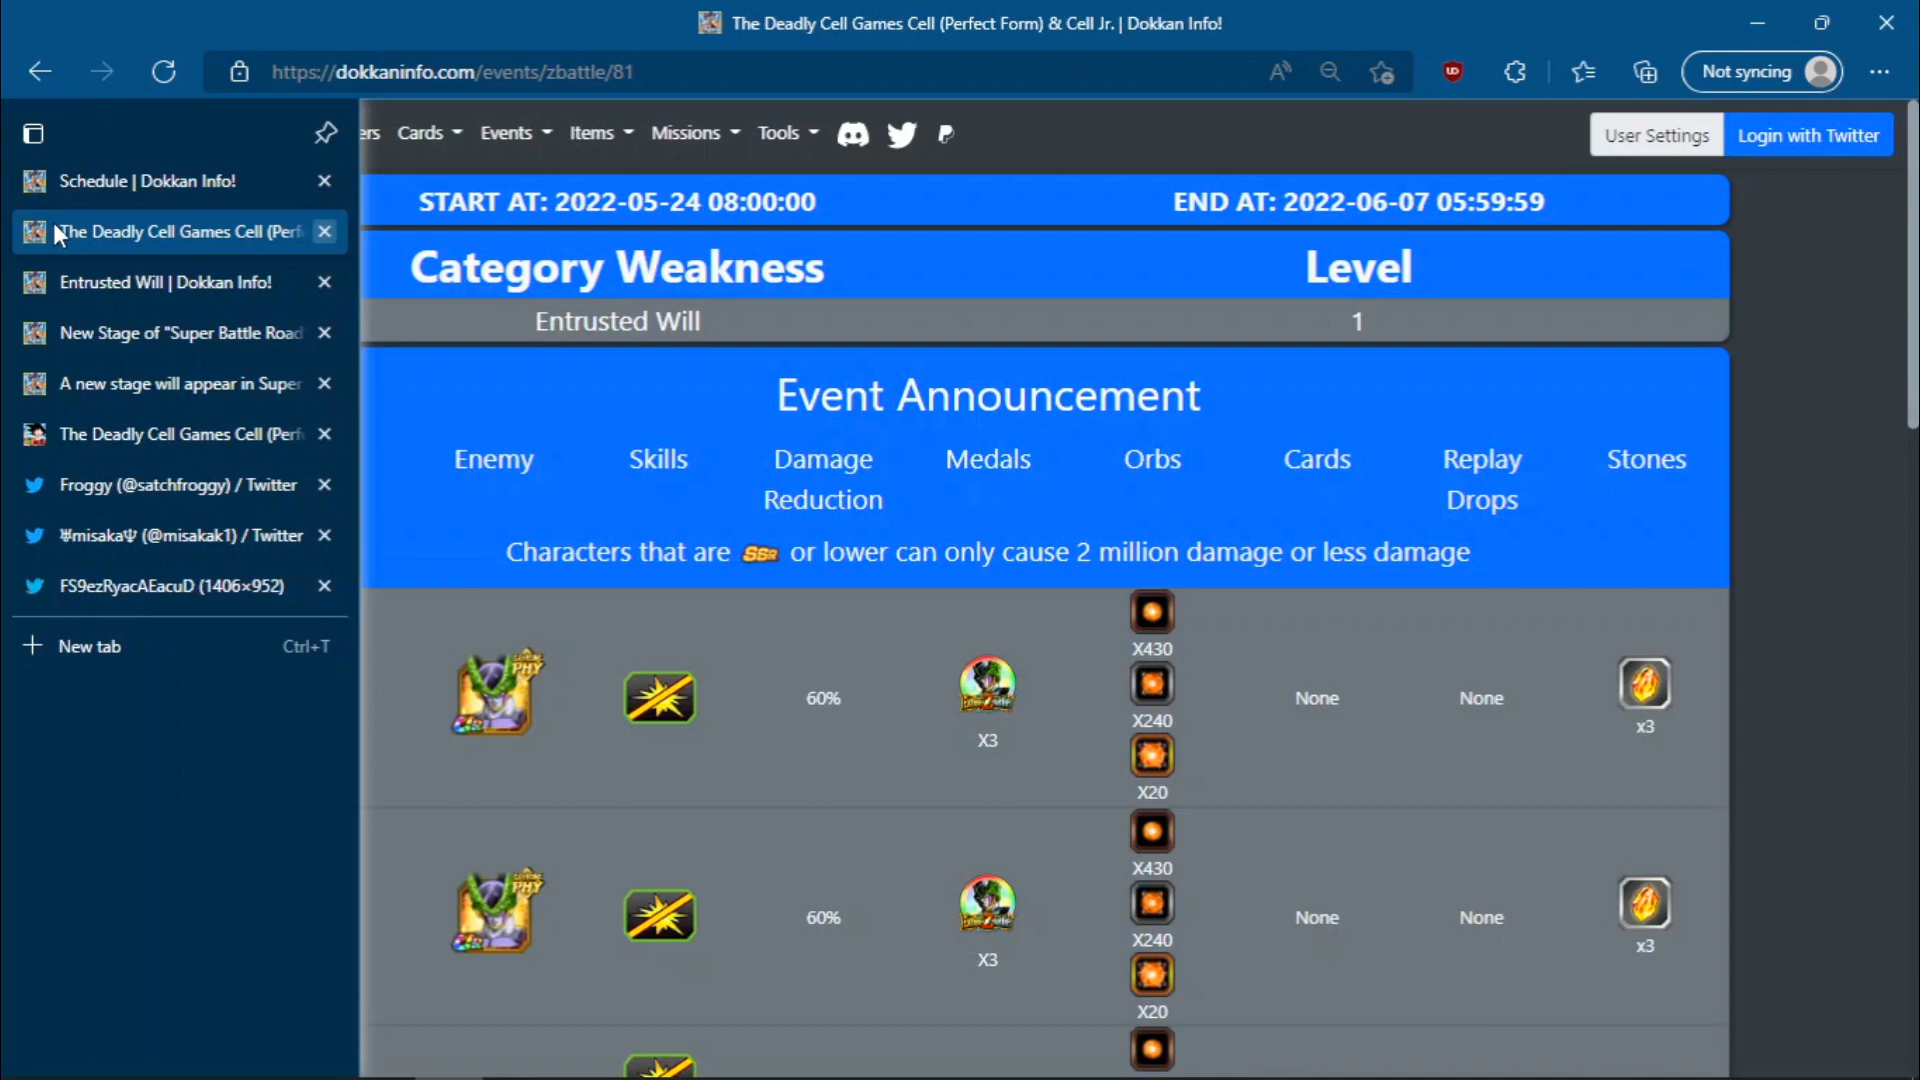 The Deadly Cell Games Cell (Perfect Form) & Cell Jr. | Dokkan Info!
https://dokkaninfo.com/events/zbattle/81
Not syncing
ers Cards Events Items Missions Tools
User Settings
Login with Twitter
Schedule | Dokkan Info!
The Deadly Cell Games Cell (Perf
Entrusted Will | Dokkan Info!
New Stage of "Super Battle Road
A new stage will appear in Super
The Deadly Cell Games Cell (Perf
Froggy (@satchfroggy) / Twitter
♅misakaΨ (@misakak1) / Twitter
FS9ezRyacAEacuD (1406×952)
New tab Ctrl+T
START AT: 2022-05-24 08:00:00
END AT: 2022-06-07 05:59:59
Category Weakness Level
Entrusted Will 1
Event Announcement
Enemy Skills Damage Reduction Medals Orbs Cards Replay Drops Stones
Characters that are SSR or lower can only cause 2 million damage or less damage
PHY
60%
X3
X430
X240
X20
None
None
x3
PHY
60%
X3
X430
X240
X20
None
None
x3